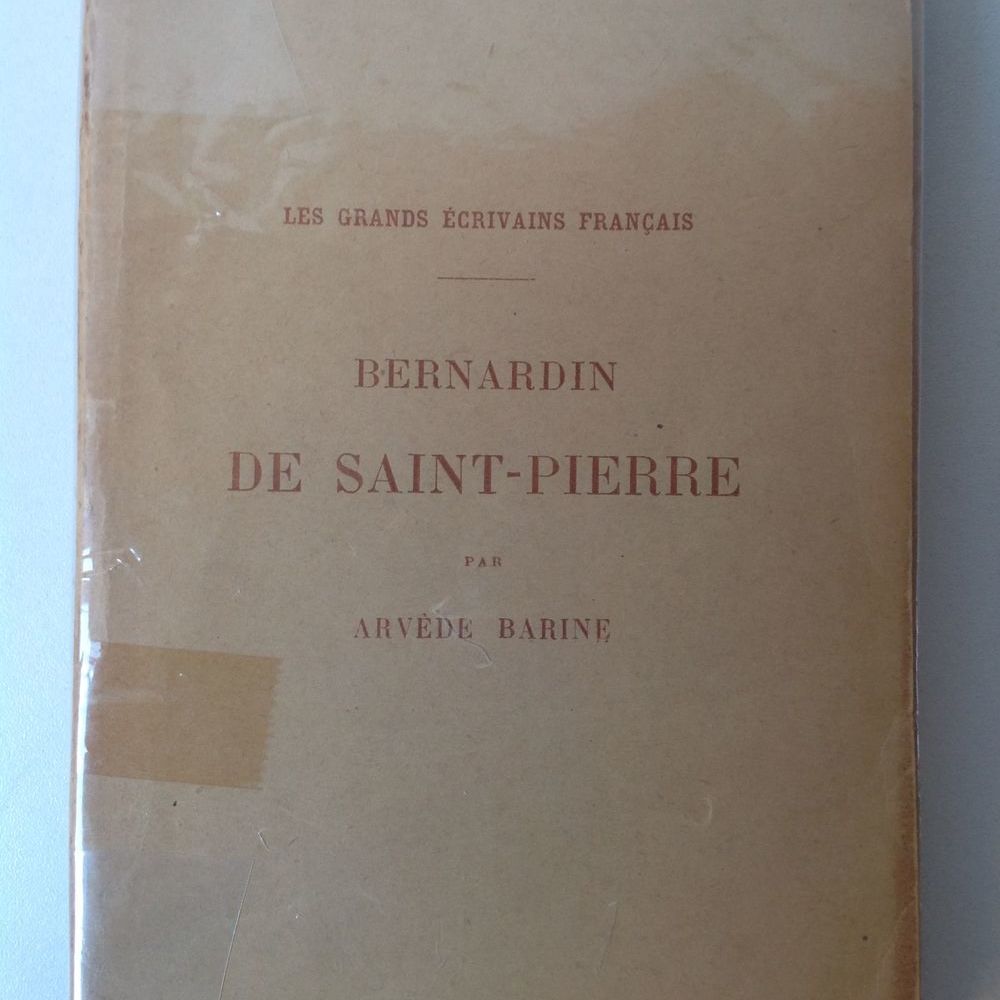 LES GRANDS ÉCRIVAINS FRANÇAIS
BERNARDIN
DE SAINT-PIERRE
PAR
ARVÈDE BARINE